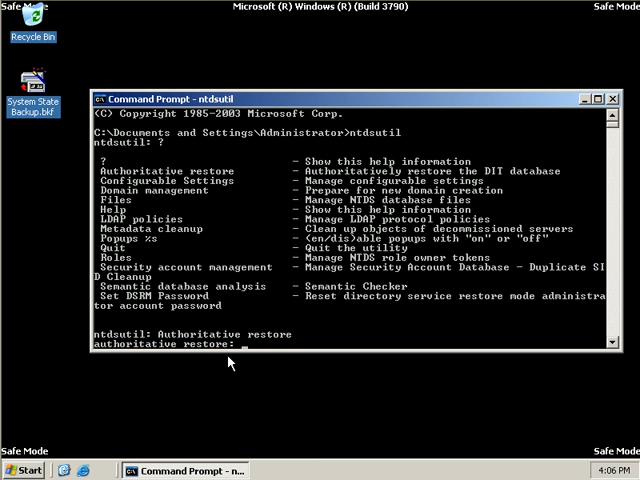 Safe Mode
Microsoft (R) Windows (R) (Build 3790)
Safe Mode
Recycle Bin
System State
Backup.bkf
Command Prompt - ntdsutil
(C) Copyright 1985-2003 Microsoft Corp.
C:\Documents and Settings\Administrator>ntdsutil
ntdsutil: ?
? - Show this help information
Authoritative restore - Authoritatively restore the DIT database
Configurable Settings - Manage configurable settings
Domain management - Prepare for new domain creation
Files - Manage NTDS database files
Help - Show this help information
LDAP policies - Manage LDAP protocol policies
Metadata cleanup - Clean up objects of decommissioned servers
Popups %s - (en/dis)able popups with "on" or "off"
Quit - Quit the utility
Roles - Manage NTDS role owner tokens
Security account management - Manage Security Account Database - Duplicate SI
D Cleanup
Semantic database analysis - Semantic Checker
Set DSRM Password - Reset directory service restore mode administra
tor account password
ntdsutil: Authoritative restore
authoritative restore: _
Safe Mode
Safe Mode
Start
Command Prompt - n...
4:06 PM